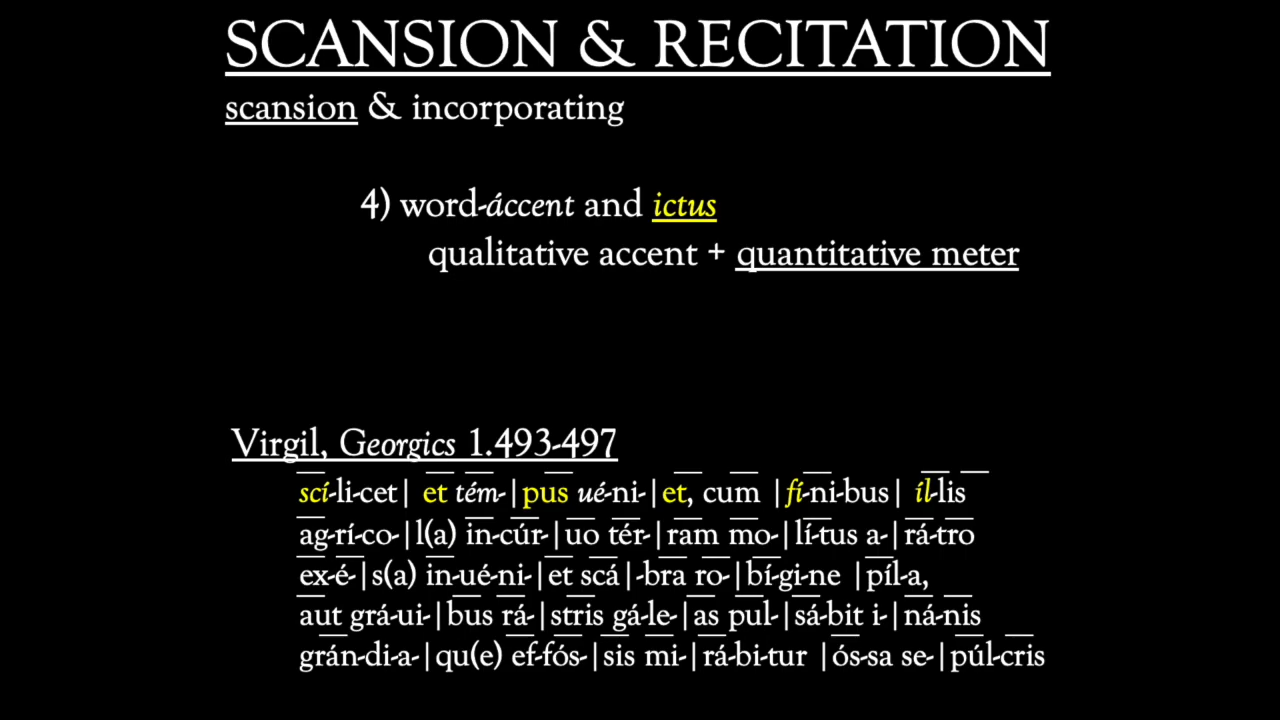 SCANSION & RECITATION
scansion & incorporating
4) word-áccent and ictus
qualitative accent + quantitative meter
Virgil, Georgics 1.493-497
scí-li-cet| et tém-|pus ué-ni-|et, cum |fí-ni-bus| íl-lis
ag-rí-co-|l(a) in-cúr-|uo tér-|ram mo-|lí-tus a-|rá-tro
ex-é-|s(a) in-ué-ni-|et scá|-bra ro-|bí-gi-ne |píl-a,
aut grá-ui-|bus rá-|stris gá-le-|as pul-|sá-bit i-|ná-nis
grán-di-a-|qu(e) ef-fós-|sis mi-|rá-bi-tur |ós-sa se-|púl-cris